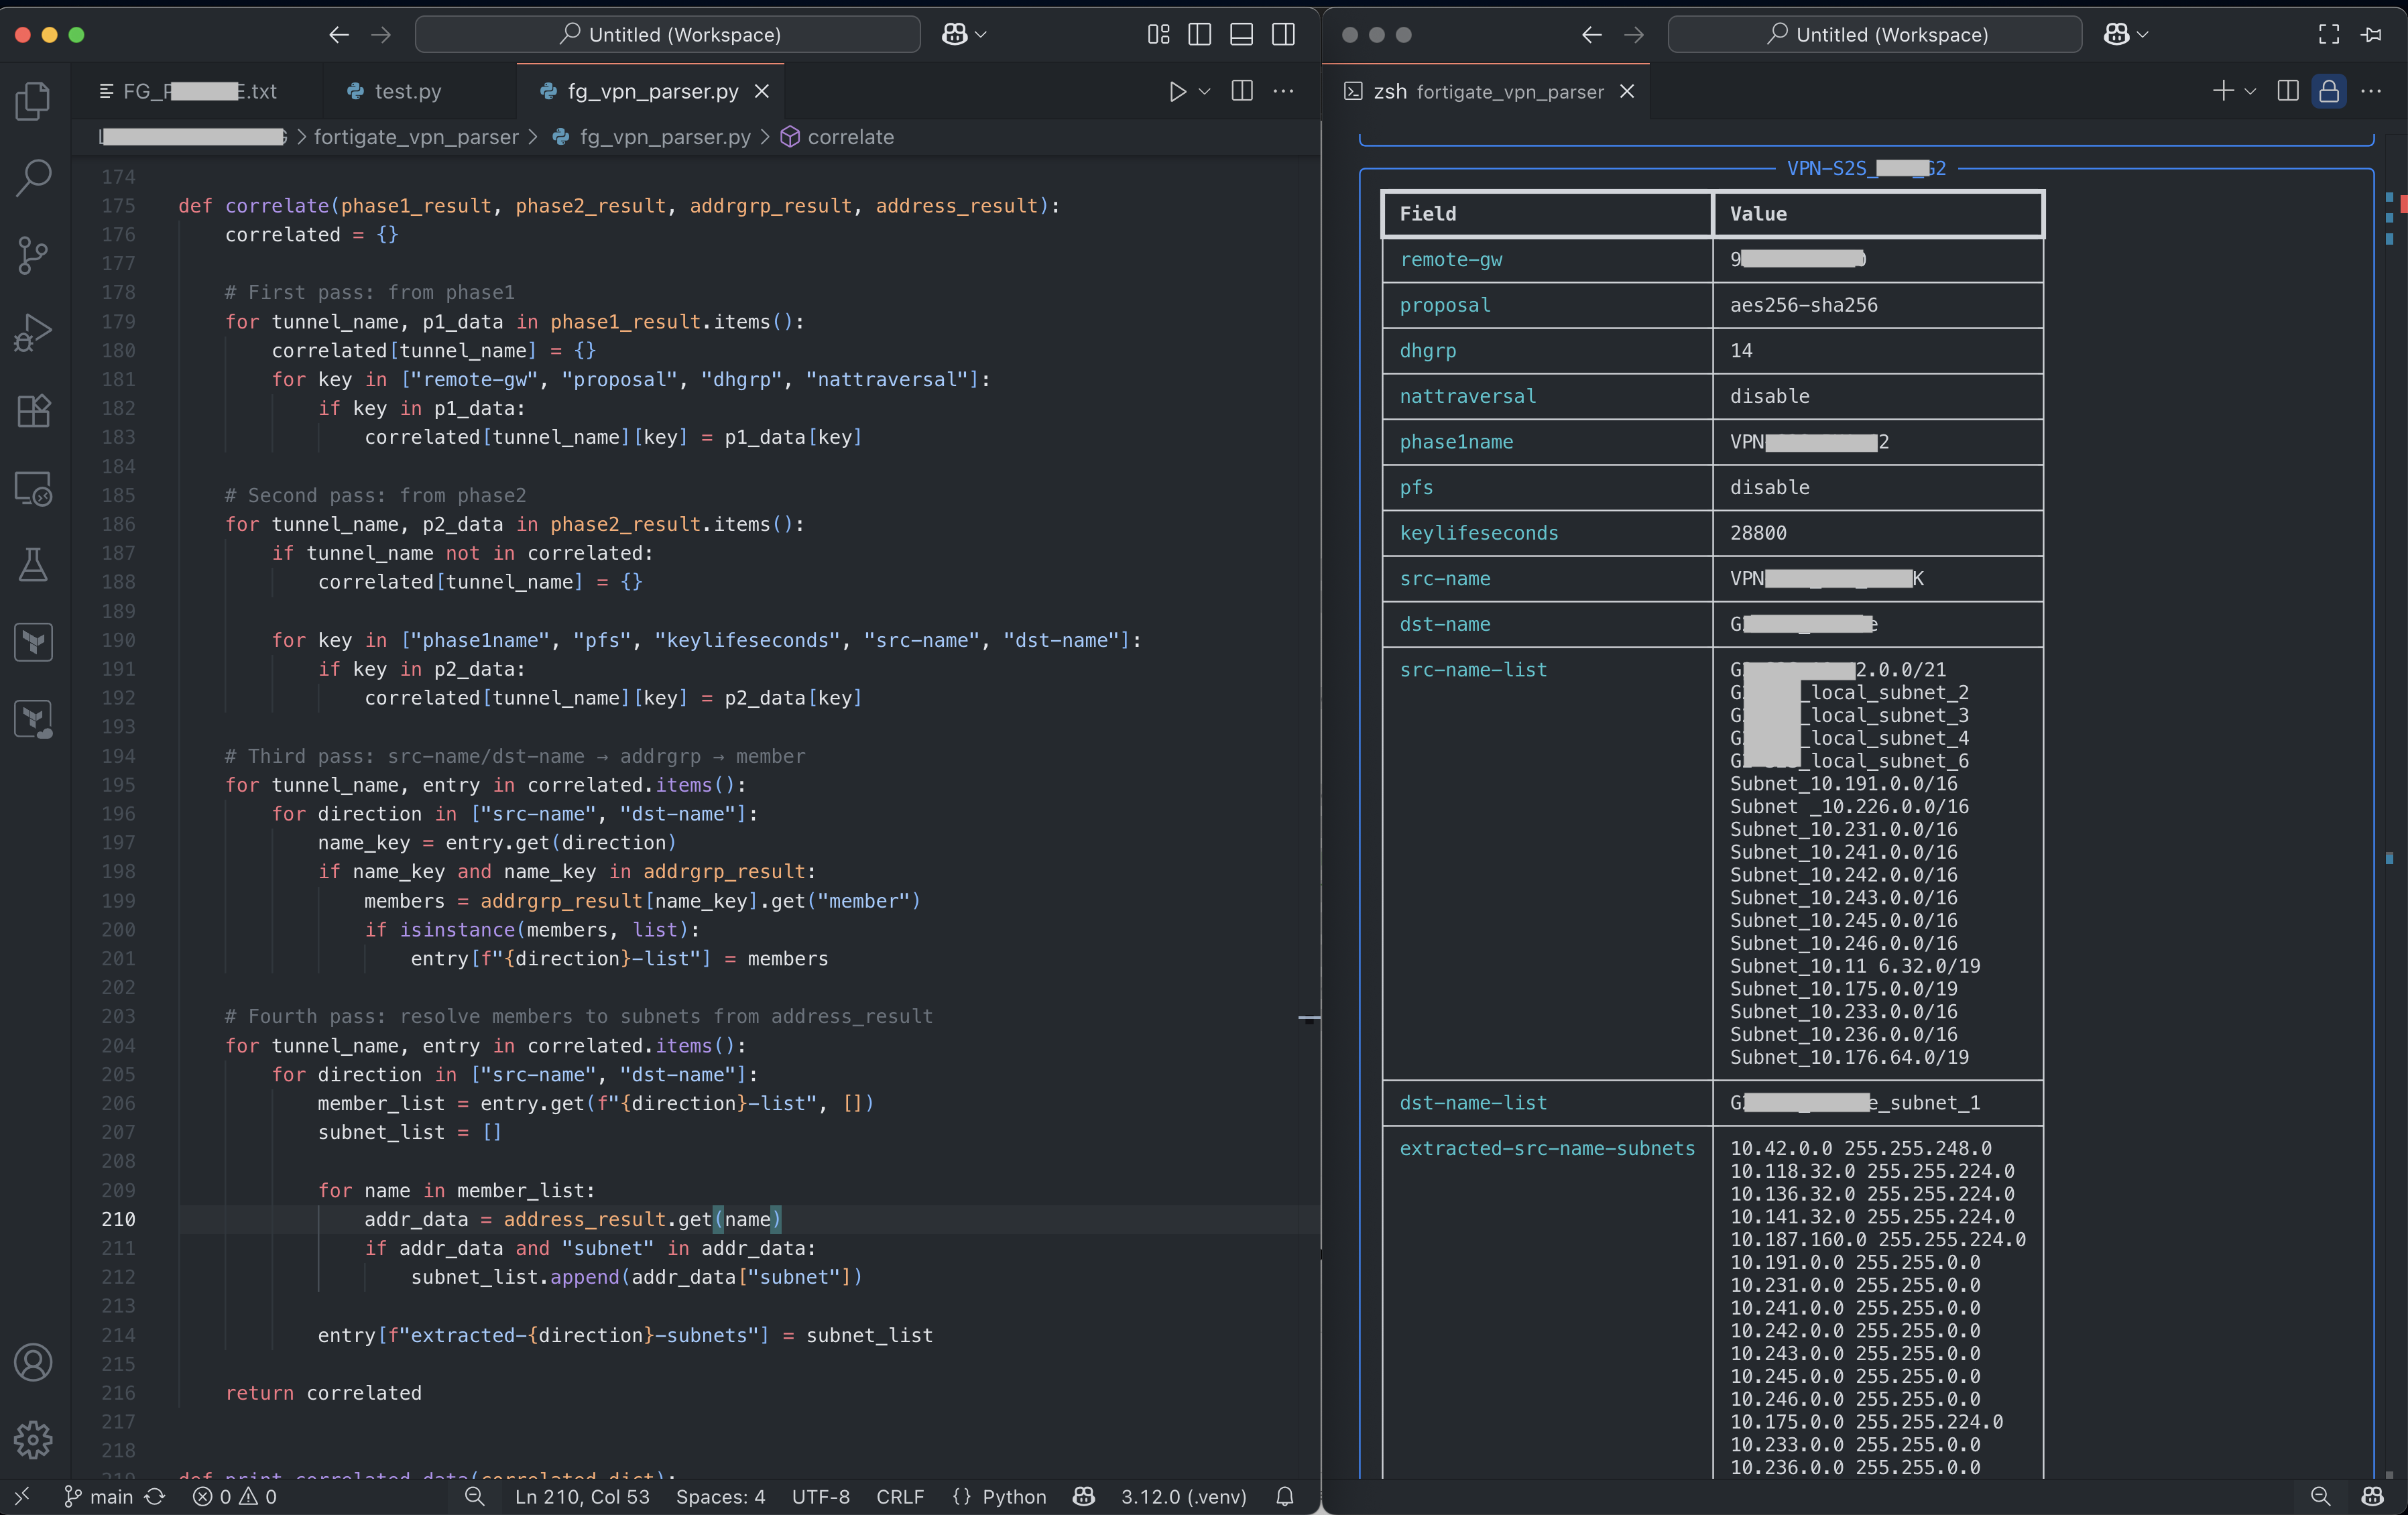 Untitled (Workspace)
FG_P E.txt
test.py
fg_vpn_parser.py
fortigate_vpn_parser > fg_vpn_parser.py > correlate
174
175 def correlate(phase1_result, phase2_result, addrgrp_result, address_result):
176 correlated = {}
177
178 # First pass: from phase1
179 for tunnel_name, p1_data in phase1_result.items():
180 correlated[tunnel_name] = {}
181 for key in ["remote-gw", "proposal", "dhgrp", "nattraversal"]:
182 if key in p1_data:
183 correlated[tunnel_name][key] = p1_data[key]
184
185 # Second pass: from phase2
186 for tunnel_name, p2_data in phase2_result.items():
187 if tunnel_name not in correlated:
188 correlated[tunnel_name] = {}
189
190 for key in ["phase1name", "pfs", "keylifeseconds", "src-name", "dst-name"]:
191 if key in p2_data:
192 correlated[tunnel_name][key] = p2_data[key]
193
194 # Third pass: src-name/dst-name → addrgrp → member
195 for tunnel_name, entry in correlated.items():
196 for direction in ["src-name", "dst-name"]:
197 name_key = entry.get(direction)
198 if name_key and name_key in addrgrp_result:
199 members = addrgrp_result[name_key].get("member")
200 if isinstance(members, list):
201 entry[f"{direction}-list"] = members
202
203 # Fourth pass: resolve members to subnets from address_result
204 for tunnel_name, entry in correlated.items():
205 for direction in ["src-name", "dst-name"]:
206 member_list = entry.get(f"{direction}-list", [])
207 subnet_list = []
208
209 for name in member_list:
210 addr_data = address_result.get(name)
211 if addr_data and "subnet" in addr_data:
212 subnet_list.append(addr_data["subnet"])
213
214 entry[f"extracted-{direction}-subnets"] = subnet_list
215
216 return correlated
217
218
219 def print_correlated_data(correlated_dict):
main 0 0 Ln 210, Col 53 Spaces: 4 UTF-8 CRLF {} Python 3.12.0 (.venv)
Untitled (Workspace)
zsh fortigate_vpn_parser
VPN-S2S_ G2
Field Value
remote-gw 9
proposal aes256-sha256
dhgrp 14
nattraversal disable
phase1name VPN 2
pfs disable
keylifeseconds 28800
src-name VPN K
dst-name G e
src-name-list G 2.0.0/21
G _local_subnet_2
G _local_subnet_3
G _local_subnet_4
G _local_subnet_6
Subnet_10.191.0.0/16
Subnet _10.226.0.0/16
Subnet_10.231.0.0/16
Subnet_10.241.0.0/16
Subnet_10.242.0.0/16
Subnet_10.243.0.0/16
Subnet_10.245.0.0/16
Subnet_10.246.0.0/16
Subnet_10.11 6.32.0/19
Subnet_10.175.0.0/19
Subnet_10.233.0.0/16
Subnet_10.236.0.0/16
Subnet_10.176.64.0/19
dst-name-list G e_subnet_1
extracted-src-name-subnets 10.42.0.0 255.255.248.0
10.118.32.0 255.255.224.0
10.136.32.0 255.255.224.0
10.141.32.0 255.255.224.0
10.187.160.0 255.255.224.0
10.191.0.0 255.255.0.0
10.231.0.0 255.255.0.0
10.241.0.0 255.255.0.0
10.242.0.0 255.255.0.0
10.243.0.0 255.255.0.0
10.245.0.0 255.255.0.0
10.246.0.0 255.255.0.0
10.175.0.0 255.255.224.0
10.233.0.0 255.255.0.0
10.236.0.0 255.255.0.0